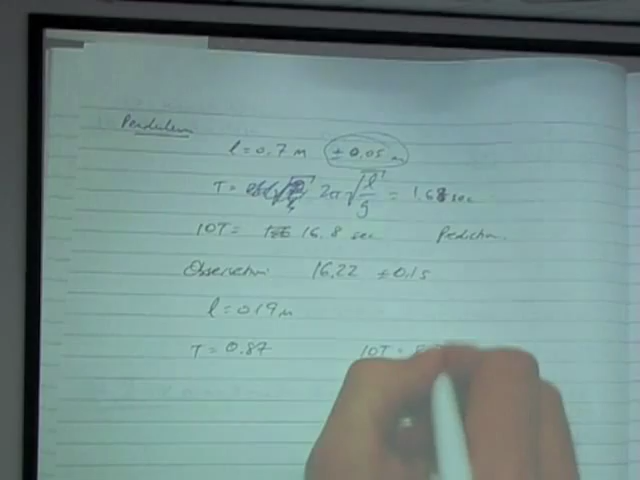 Pendulum
l = 0,7 m ± 0,05 m
T = 2π √(l/g) = 1.68 sec
10T = 16.8 sec Prediction
Observation 16.22 ± 0.1s
l = 0,19 m
T = 0.87 10T =